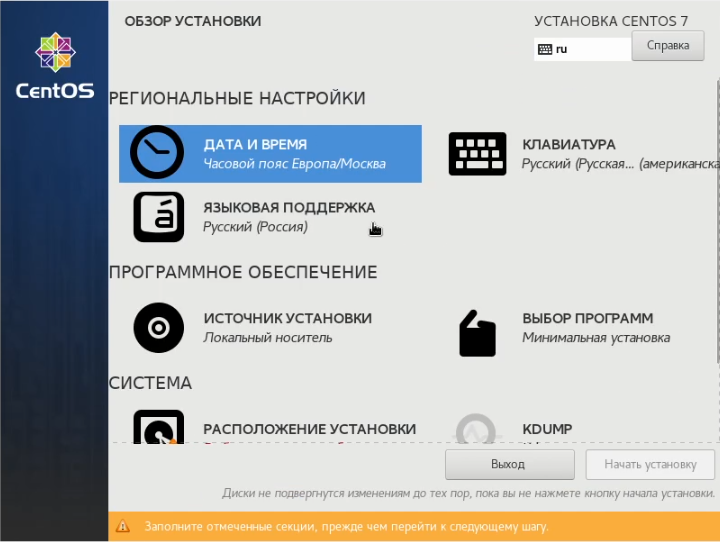 ОБЗОР УСТАНОВКИ
УСТАНОВКА CENTOS 7
ru
Справка
CentOS
РЕГИОНАЛЬНЫЕ НАСТРОЙКИ
ДАТА И ВРЕМЯ
Часовой пояс Европа/Москва
КЛАВИАТУРА
Русский (Русская... (американска
ЯЗЫКОВАЯ ПОДДЕРЖКА
Русский (Россия)
ПРОГРАММНОЕ ОБЕСПЕЧЕНИЕ
ИСТОЧНИК УСТАНОВКИ
Локальный носитель
ВЫБОР ПРОГРАММ
Минимальная установка
СИСТЕМА
РАСПОЛОЖЕНИЕ УСТАНОВКИ
KDUMP
Выход
Начать установку
Диски не подвергнутся изменениям до тех пор, пока вы не нажмете кнопку начала установки.
Заполните отмеченные секции, прежде чем перейти к следующему шагу.